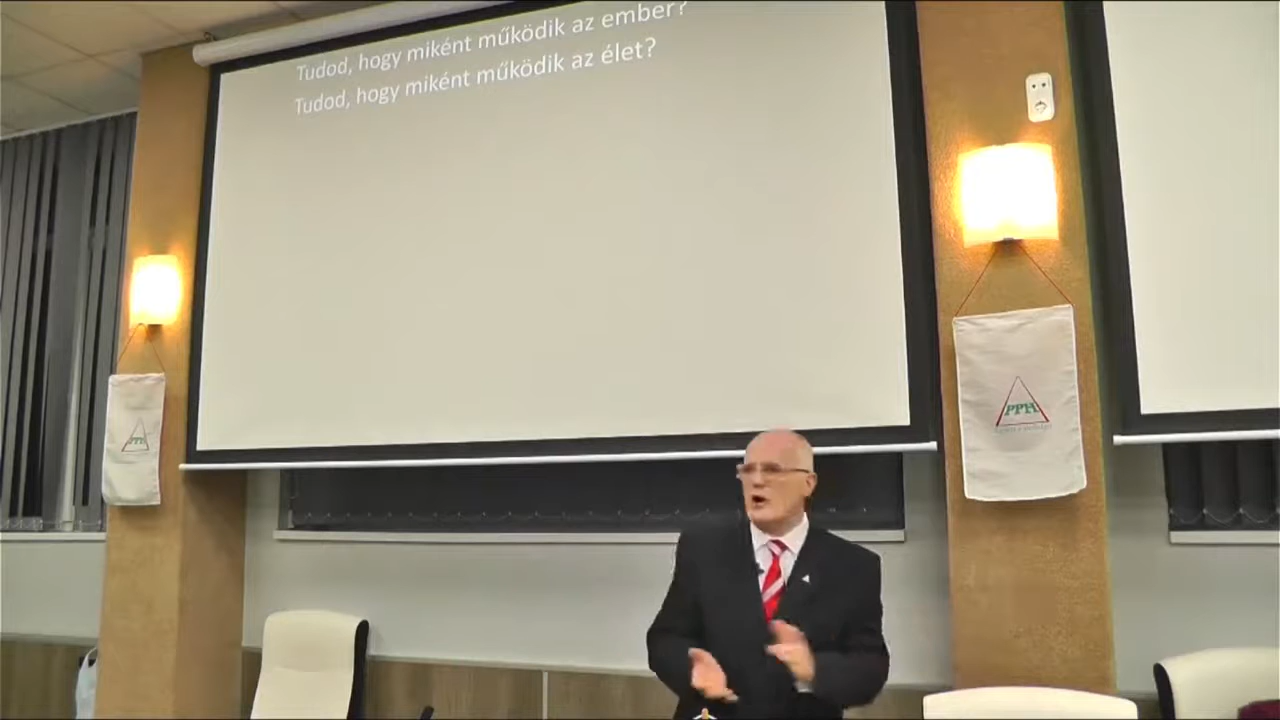 Tudod, hogy miként működik az ember?
Tudod, hogy miként működik az élet?
PPH
PPH